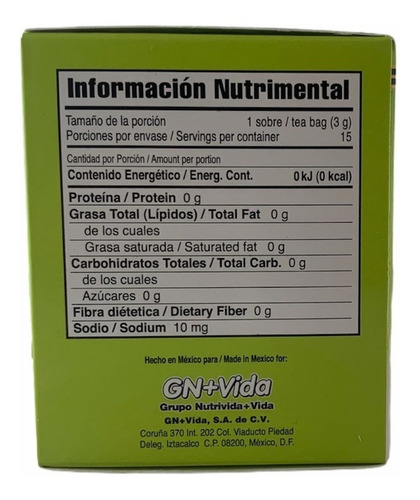 Información Nutrimental
Tamaño de la porción 1 sobre / tea bag (3 g)
Porciones por envase / Servings per container 15
Cantidad por Porción / Amount per portion
Contenido Energético / Energ. Cont. 0 kJ (0 kcal)
Proteína / Protein 0 g
Grasa Total (Lípidos) / Total Fat 0 g
de los cuales
Grasa saturada / Saturated fat 0 g
Carbohidratos Totales / Total Carb. 0 g
de los cuales
Azúcares 0 g
Fibra diétetica / Dietary Fiber 0 g
Sodio / Sodium 10 mg
Hecho en México para / Made in Mexico for:
GN+Vida
Grupo Nutrivida+Vida
GN+Vida, S.A. de C.V.
Coruña 370 Int. 202 Col. Viaducto Piedad
Deleg. Iztacalco C.P. 08200, México, D.F.